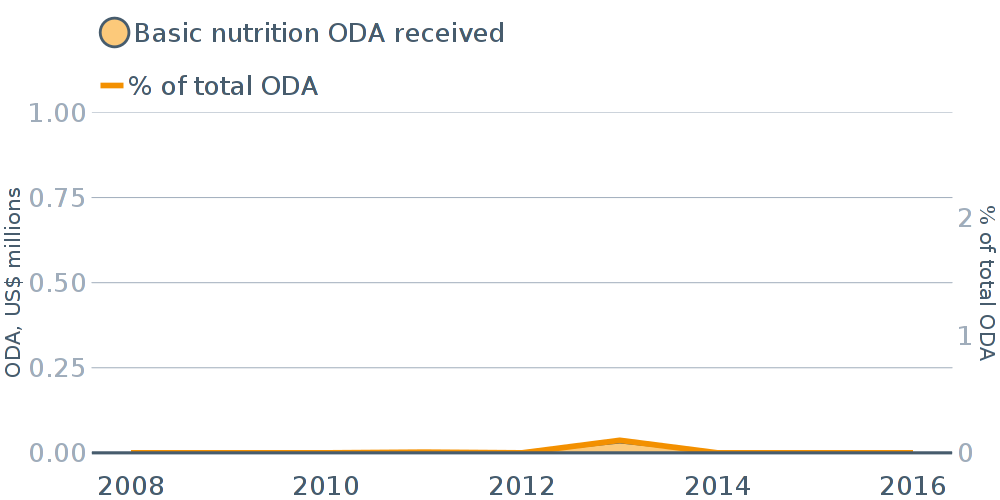 Basic nutrition ODA received
% of total ODA
1.00
0.75
0.50
0.25
0.00
ODA, US$ millions
2
1
0
% of total ODA
2008 2010 2012 2014 2016